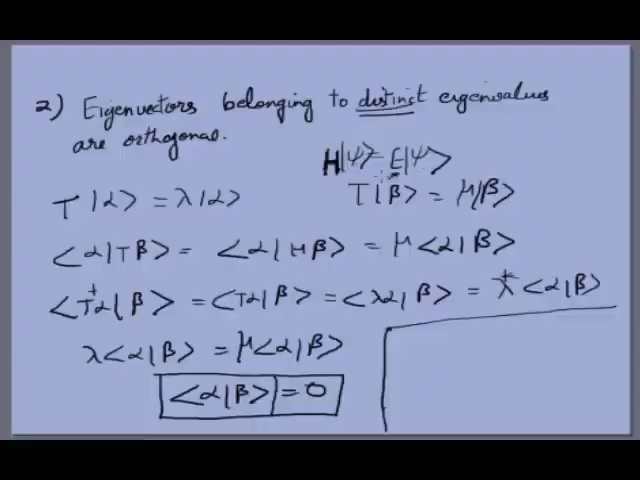 2) Eigenvectors belonging to distinct eigenvalues
are orthogonal.
H|ψ> = E|ψ>
T|α> = λ|α>
T|β> = μ|β>
<α|Tβ> = <α|μβ> = μ<α|β>
<T†α|β> = <Tα|β> = <λα|β> = λ*<α|β>
λ<α|β> = μ<α|β>
<α|β> = 0